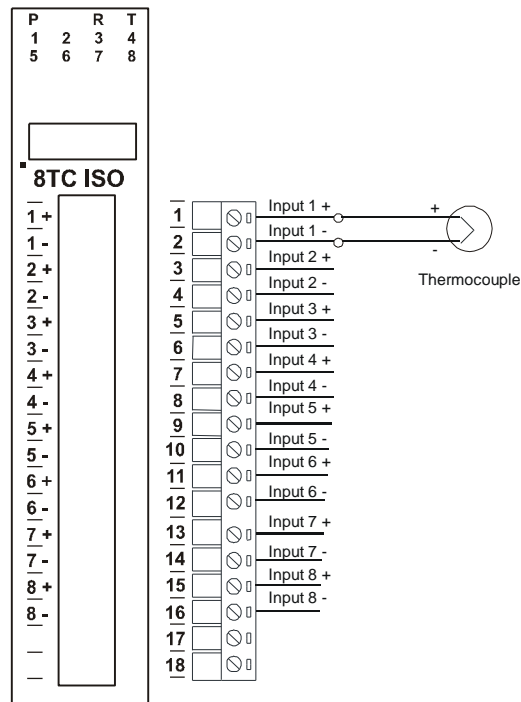 P R T
1 2 3 4
5 6 7 8
8TC ISO
1 +
1 -
2 +
2 -
3 +
3 -
4 +
4 -
5 +
5 -
6 +
6 -
7 +
7 -
8 +
8 -
1 Input 1 + +
2 Input 1 - -
3 Input 2 +
4 Input 2 -
5 Input 3 +
6 Input 3 -
7 Input 4 +
8 Input 4 -
9 Input 5 +
10 Input 5 -
11 Input 6 +
12 Input 6 -
13 Input 7 +
14 Input 7 -
15 Input 8 +
16 Input 8 -
17
18
Thermocouple